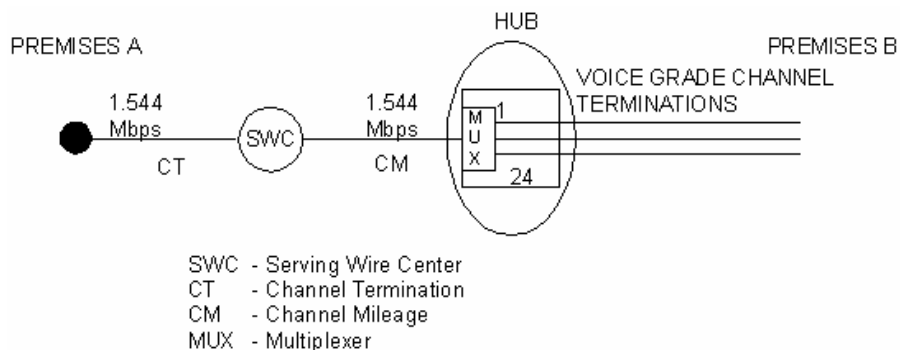 HUB
PREMISES A
PREMISES B
VOICE GRADE CHANNEL
TERMINATIONS
1.544
Mbps
CT
SWC
1.544
Mbps
CM
M
U
X
1
24
SWC - Serving Wire Center
CT - Channel Termination
CM - Channel Mileage
MUX - Multiplexer